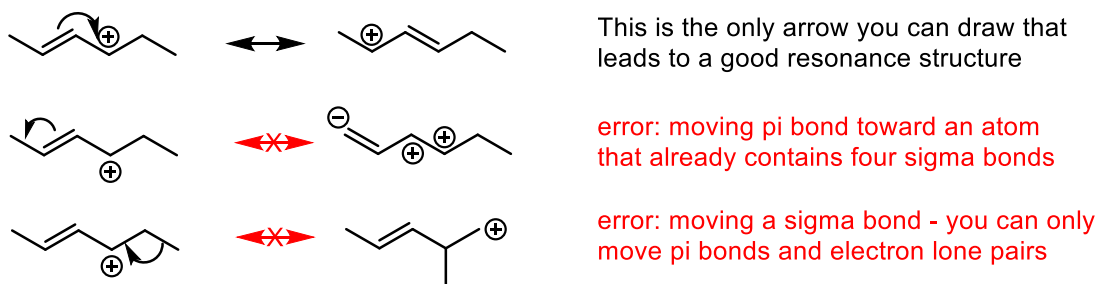 This is the only arrow you can draw that
leads to a good resonance structure
error: moving pi bond toward an atom
that already contains four sigma bonds
error: moving a sigma bond - you can only
move pi bonds and electron lone pairs